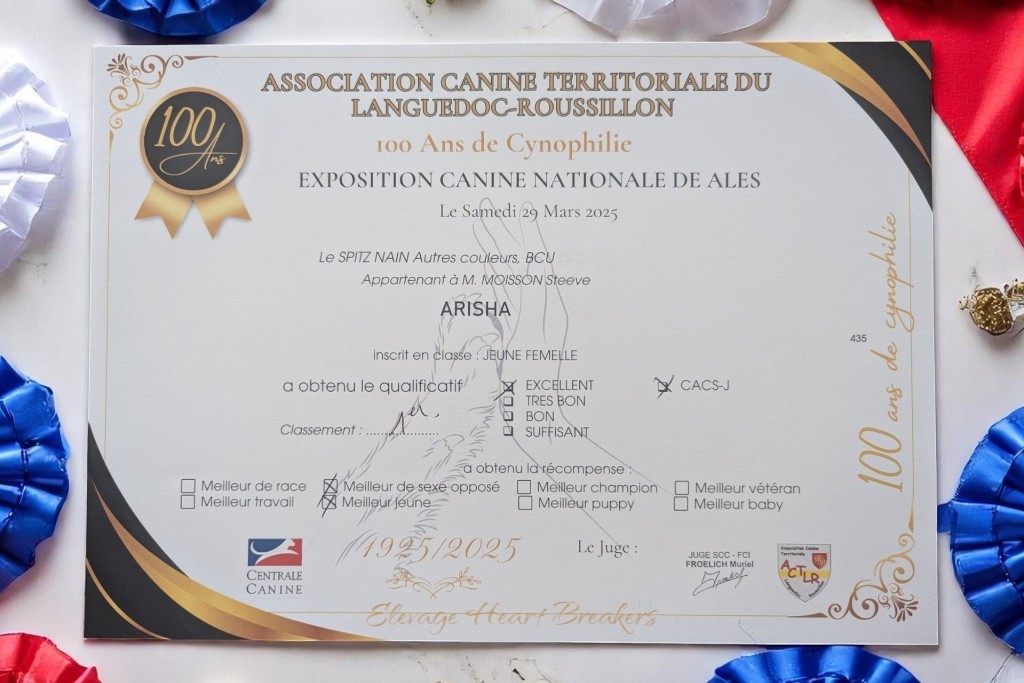 ASSOCIATION CANINE TERRITORIALE DU
LANGUEDOC-ROUSSILLON
100 Ans
100 Ans de Cynophilie
EXPOSITION CANINE NATIONALE DE ALES
Le Samedi 29 Mars 2025
Le SPITZ NAIN Autres couleurs, BCU
Appartenant à M. MOISSON Steeve
ARISHA
435
inscrit en classe : JEUNE FEMELLE
a obtenu le qualificatif EXCELLENT CACS-J
TRES BON
BON
Classement : 1er. SUFFISANT
100 ans de cynophilie
a obtenu la récompense :
Meilleur de race Meilleur de sexe opposé Meilleur champion Meilleur vétéran
Meilleur travail Meilleur jeune Meilleur puppy Meilleur baby
1925/2025
Le Juge :
JUGE SCC - FCI
FROELICH Muriel
CENTRALE
CANINE
Association Canine
Territoriale
ACTLR
Elevage Heart Breakers